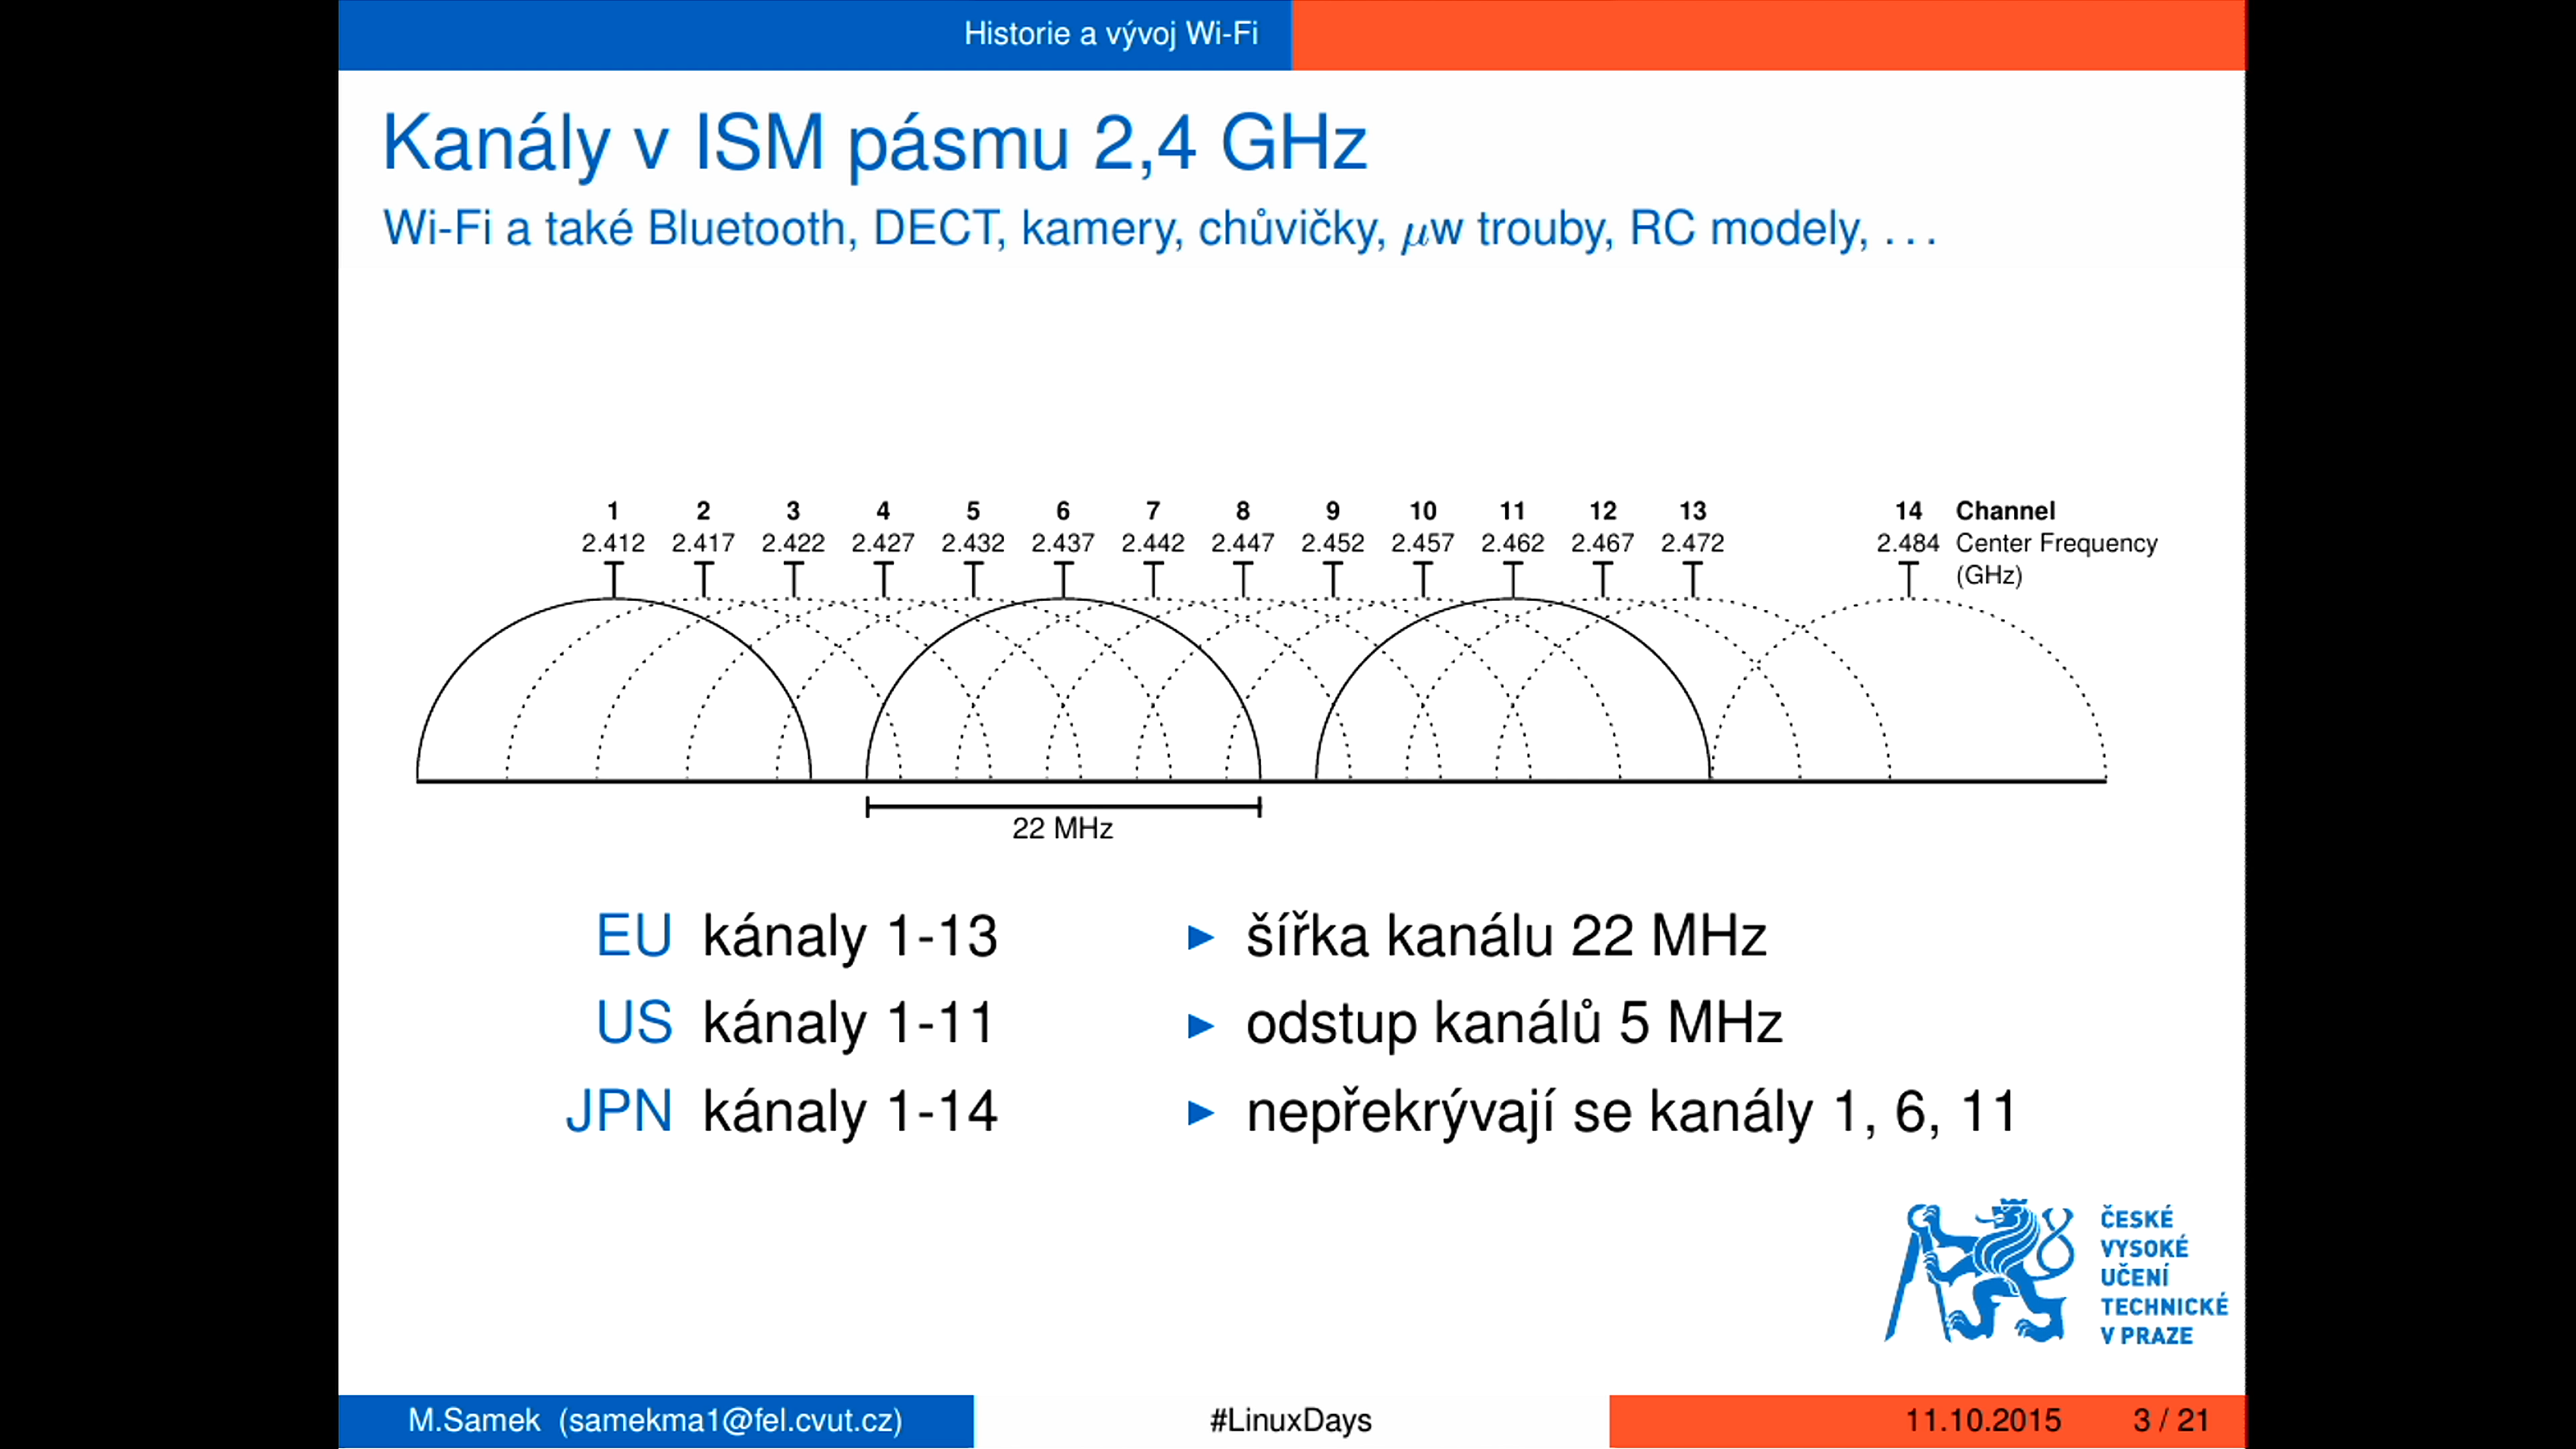 Historie a vývoj Wi-Fi
Kanály v ISM pásmu 2,4 GHz
Wi-Fi a také Bluetooth, DECT, kamery, chůvičky, μw trouby, RC modely, ...
1 2 3 4 5 6 7 8 9 10 11 12 13 14 Channel
2.412 2.417 2.422 2.427 2.432 2.437 2.442 2.447 2.452 2.457 2.462 2.467 2.472 2.484 Center Frequency
(GHz)
22 MHz
EU kánaly 1-13
US kánaly 1-11
JPN kánaly 1-14
▶ šířka kanálu 22 MHz
▶ odstup kanálů 5 MHz
▶ nepřekrývají se kanály 1, 6, 11
ČESKÉ
VYSOKÉ
UČENÍ
TECHNICKÉ
V PRAZE
M.Samek (samekma1@fel.cvut.cz)
#LinuxDays
11.10.2015 3 / 21